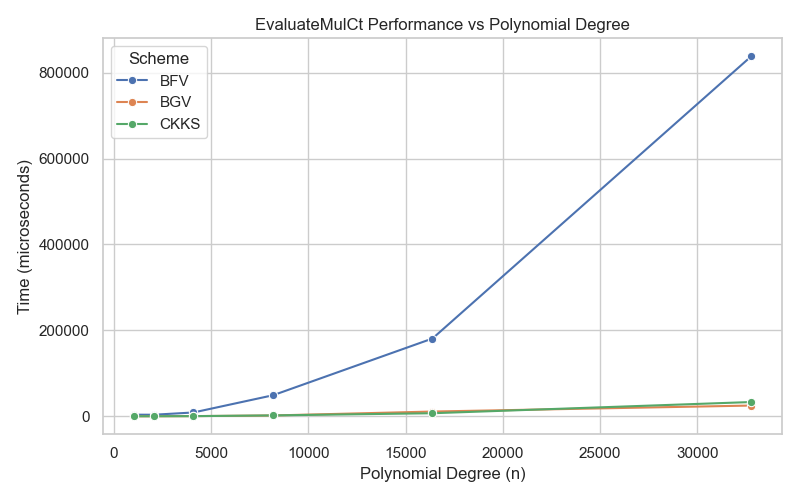 EvaluateMulCt Performance vs Polynomial Degree
Scheme
BFV
BGV
CKKS
Time (microseconds)
800000
600000
400000
200000
0
0 5000 10000 15000 20000 25000 30000
Polynomial Degree (n)